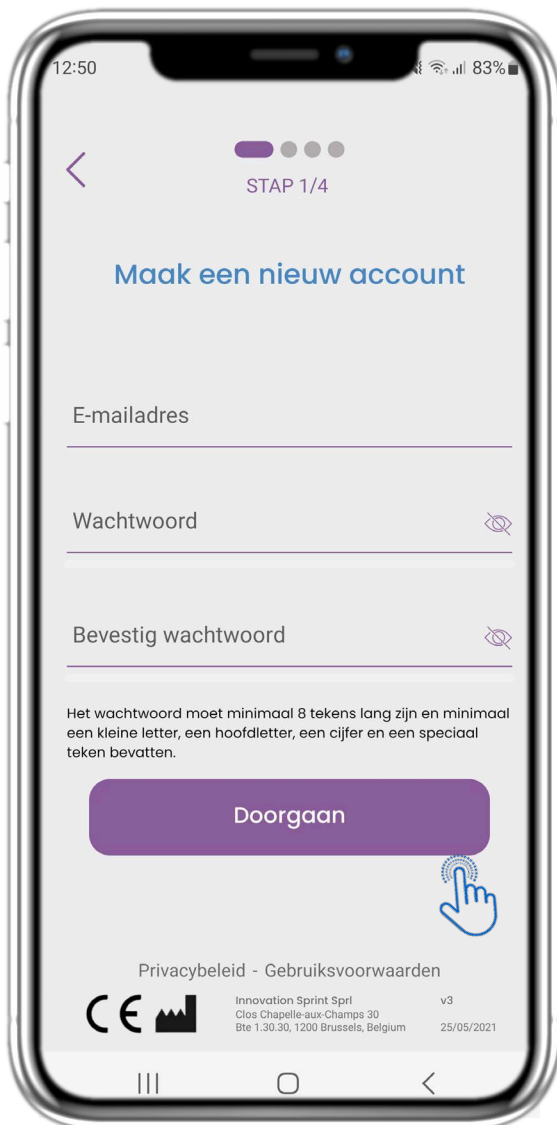 12:50
83%
STAP 1/4
Maak een nieuw account
E-mailadres
Wachtwoord
Bevestig wachtwoord
Het wachtwoord moet minimaal 8 tekens lang zijn en minimaal
een kleine letter, een hoofdletter, een cijfer en een speciaal
teken bevatten.
Doorgaan
Privacybeleid - Gebruiksvoorwaarden
CE
Innovation Sprint Sprl
Clos Chapelle-aux-Champs 30
Bte 1.30.30, 1200 Brussels, Belgium
v3
25/05/2021